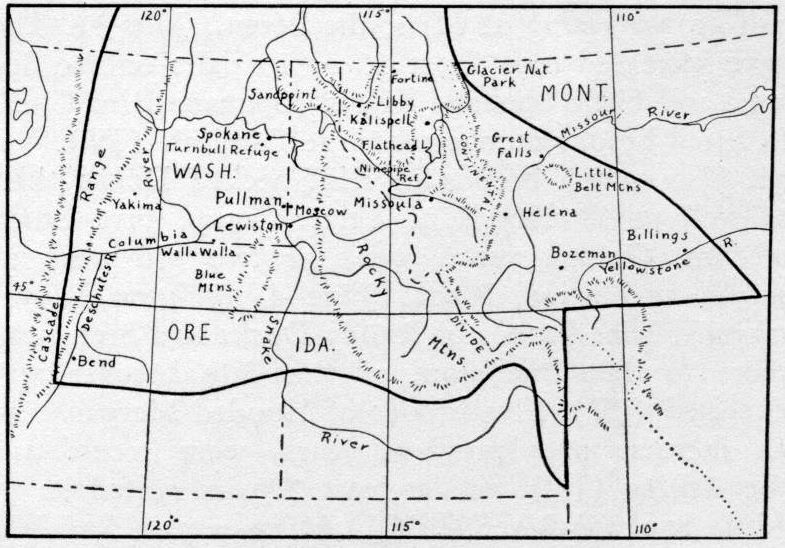 120°
115°
110°
Fortine
Glacier Nat.
Park
Sandpoint
Libby
MONT.
Kalispell
Missouri
River
Spokane
Turnbull Refuge
Flathead L.
Great
Falls
CONTINENTAL
Range
River
WASH.
Ninepipe
Ref.
Little
Belt Mtns
Yakima
Pullman
Moscow
Missoula
Helena
Lewiston
Columbia
Walla Walla
Rocky
Billings
R.
Bozeman
Yellowstone
Blue
Mtns.
45°
Deschutes R.
Cascade
ORE
Snake
IDA.
DIVIDE
Mtns
Bend
River
120°
115°
110°